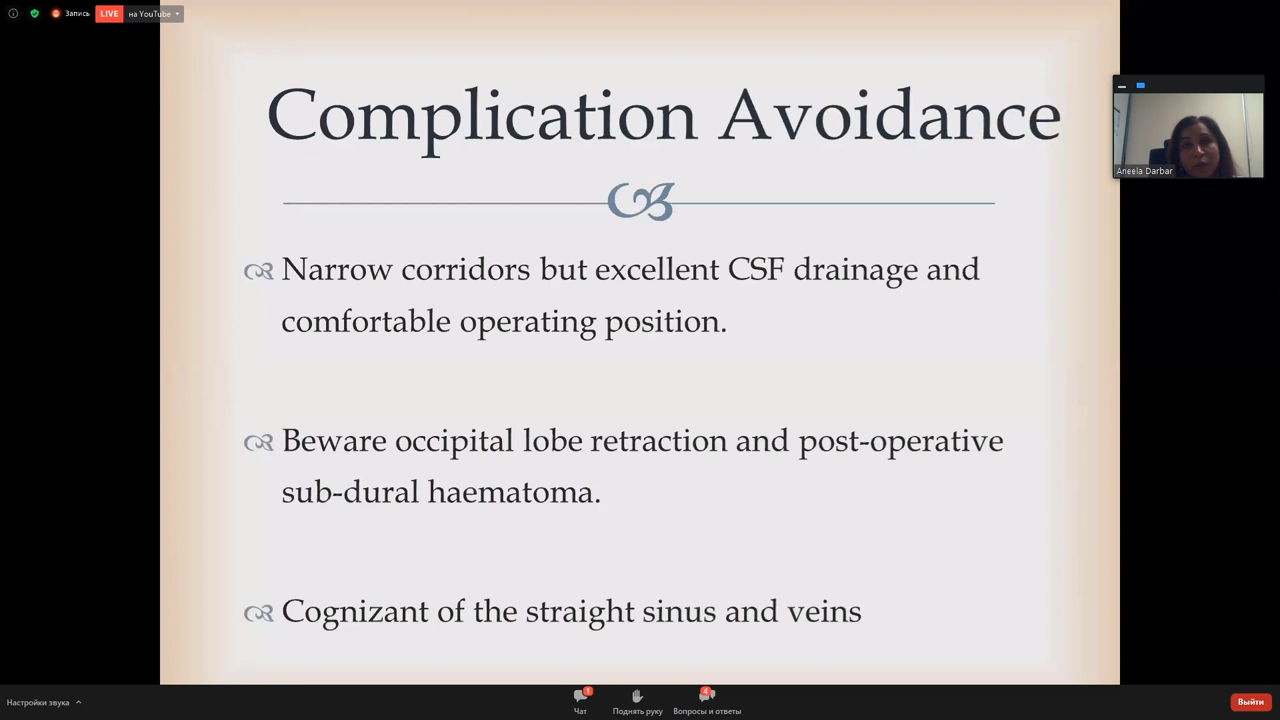 Запись
LIVE
на YouTube
Complication Avoidance
Aneela Darbar
Narrow corridors but excellent CSF drainage and
comfortable operating position.
Beware occipital lobe retraction and post-operative
sub-dural haematoma.
Cognizant of the straight sinus and veins
Настройки звука
1
Чат
Поднять руку
4
Вопросы и ответы
Выйти